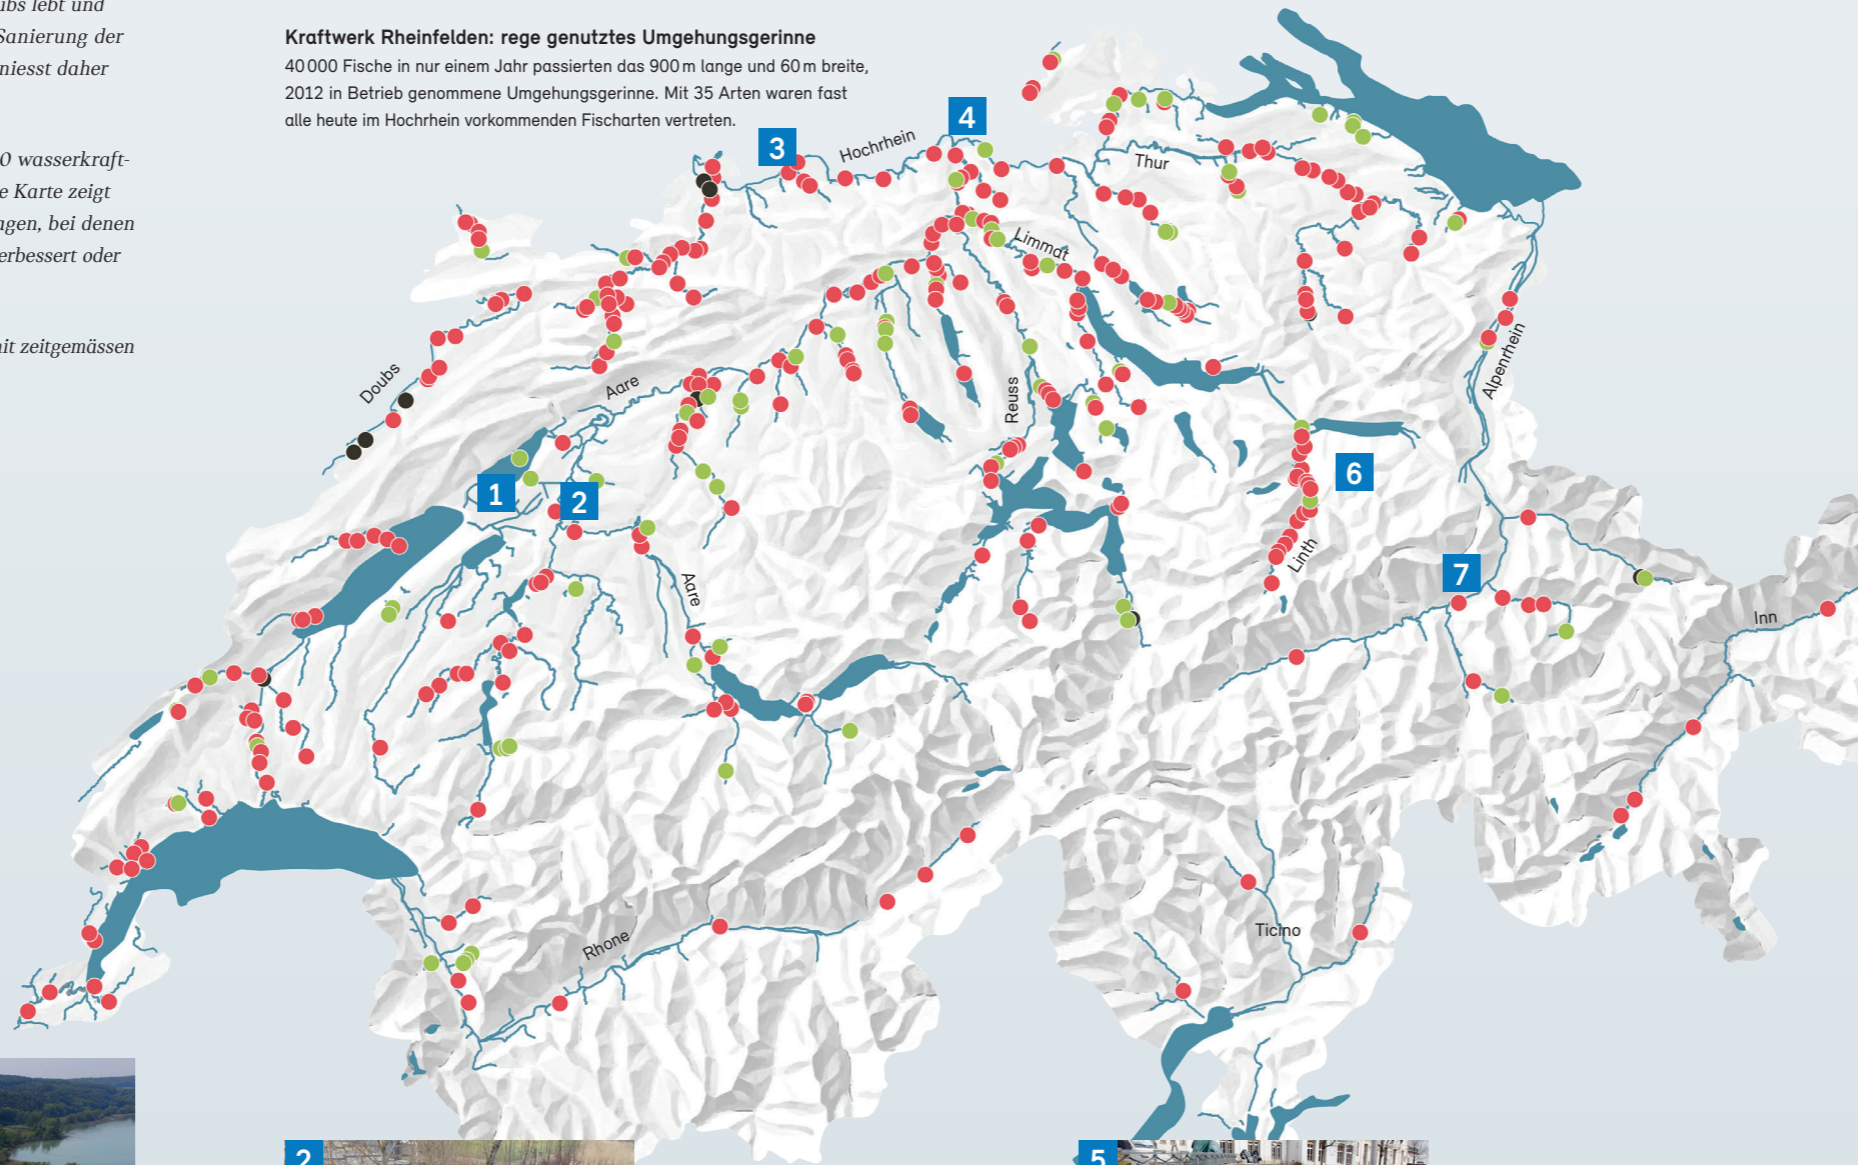 ubs lebt und
Sanierung der
niesst daher
0 wasserkraft-
e Karte zeigt
agen, bei denen
erbessert oder
nit zeitgemässen
Kraftwerk Rheinfelden: rege genutztes Umgehungsgerinne
40 000 Fische in nur einem Jahr passierten das 900 m lange und 60 m breite,
2012 in Betrieb genommene Umgehungsgerinne. Mit 35 Arten waren fast
alle heute im Hochrhein vorkommenden Fischarten vertreten.
4
3
Hochrhein
Thur
Limmat
Doubs
Aare
Reuss
Alpenrhein
1
2
6
Linth
7
Aare
Inn
Rhone
Ticino
2
5